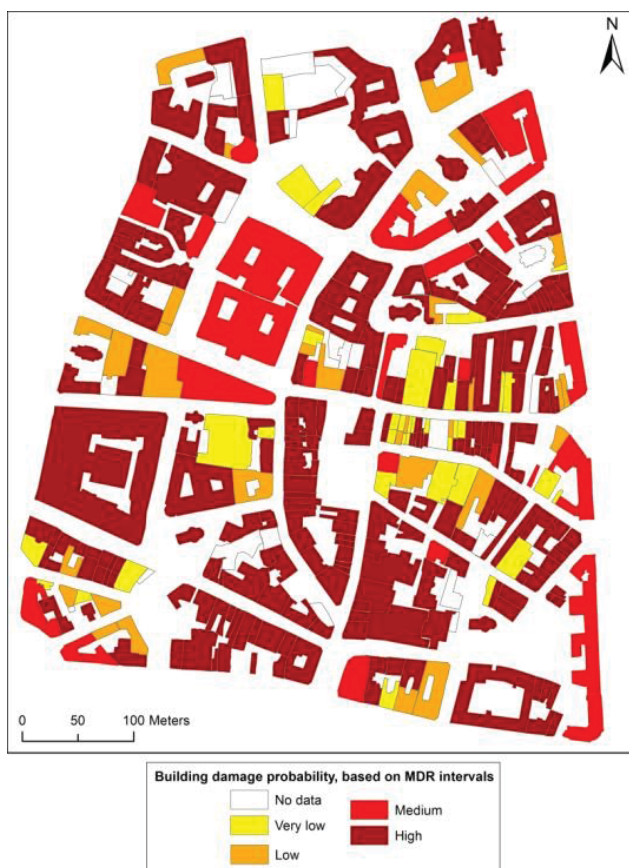 N
0 50 100 Meters
Building damage probability, based on MDR intervals
No data
Very low
Low
Medium
High